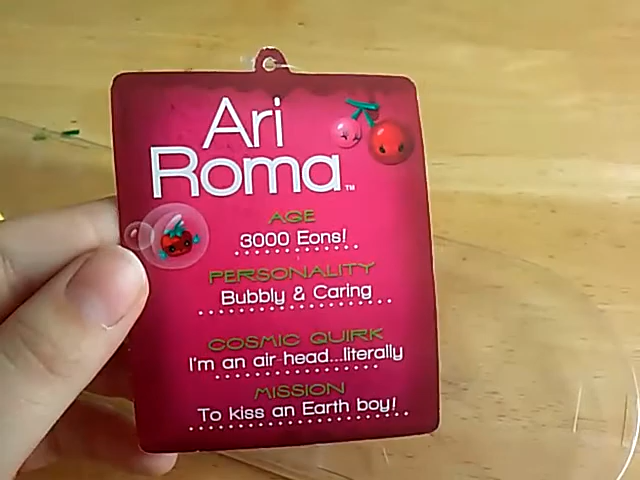 Ari
Roma™
AGE
3000 Eons!
PERSONALITY
Bubbly & Caring
COSMIC QUIRK
I'm an air head...literally
MISSION
To kiss an Earth boy!